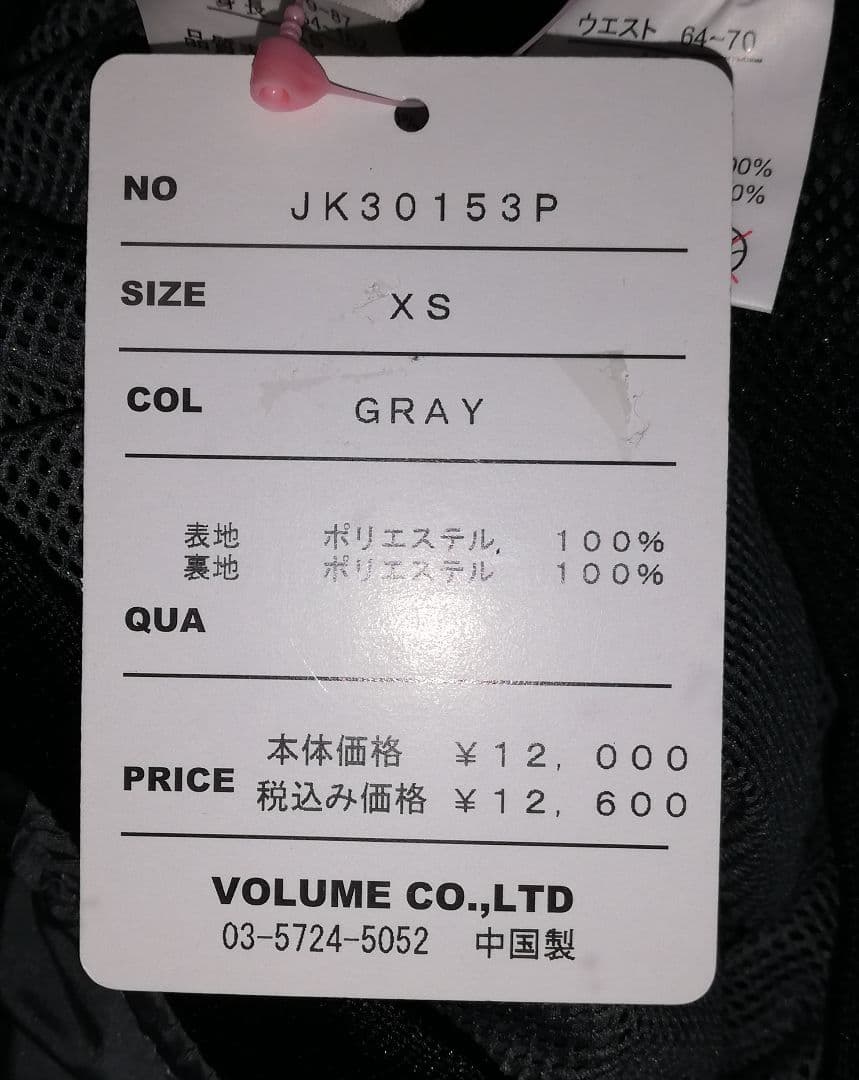 身長
ウエスト 64~70
NO JK30153P
SIZE XS
COL GRAY
表地 ポリエステル, 100%
裏地 ポリエステル 100%
QUA
本体価格 ¥12,000
PRICE 税込み価格 ¥12,600
VOLUME CO.,LTD
03-5724-5052 中国製